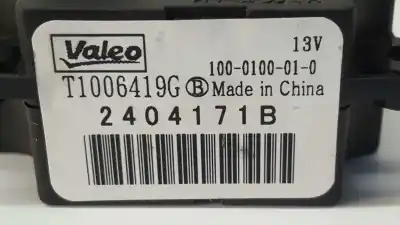 Valeo 13V
100-0100-01-0
T1006419G Ⓑ Made in China
2404171B